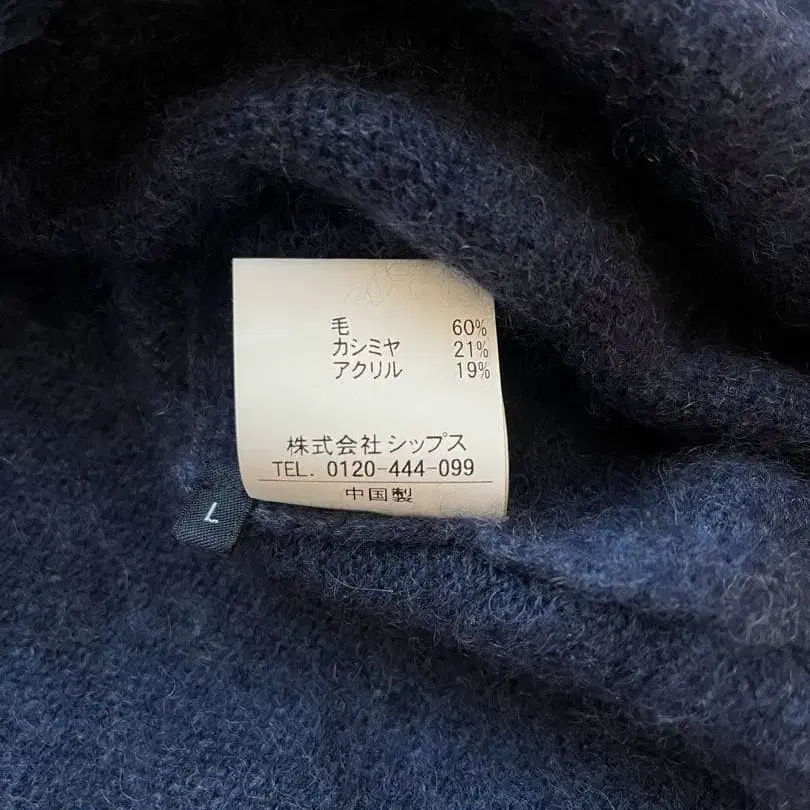 毛 60%
カシミヤ 21%
アクリル 19%
株式会社 シップス
TEL. 0120-444-099
中国製
L